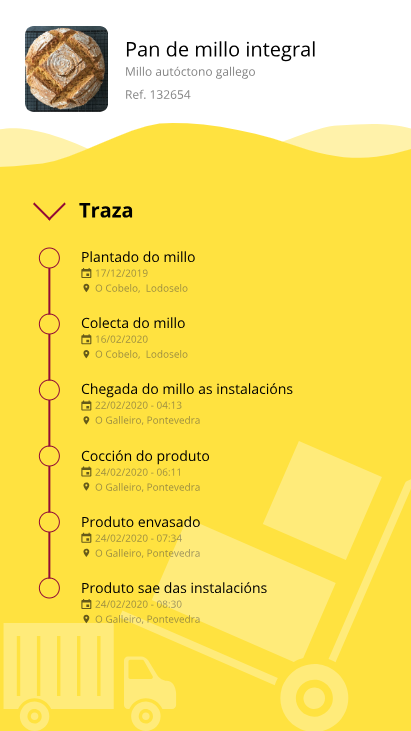 Pan de millo integral
Millo autóctono gallego
Ref. 132654
Traza
Plantado do millo
17/12/2019
O Cobelo, Lodoselo
Colecta do millo
16/02/2020
O Cobelo, Lodoselo
Chegada do millo as instalacións
22/02/2020 - 04:13
O Galleiro, Pontevedra
Cocción do produto
24/02/2020 - 06:11
O Galleiro, Pontevedra
Produto envasado
24/02/2020 - 07:34
O Galleiro, Pontevedra
Produto sae das instalacións
24/02/2020 - 08:30
O Galleiro, Pontevedra